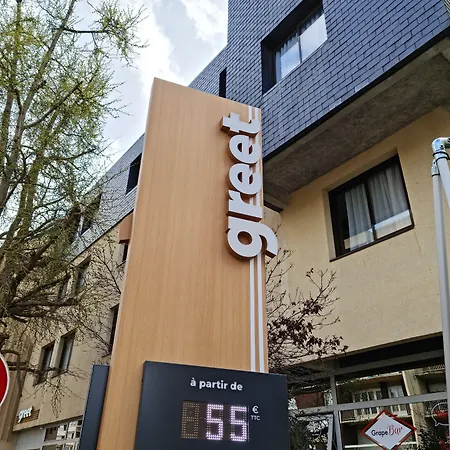 greet
à partir de
55 €
TTC
greet
Grape Bar